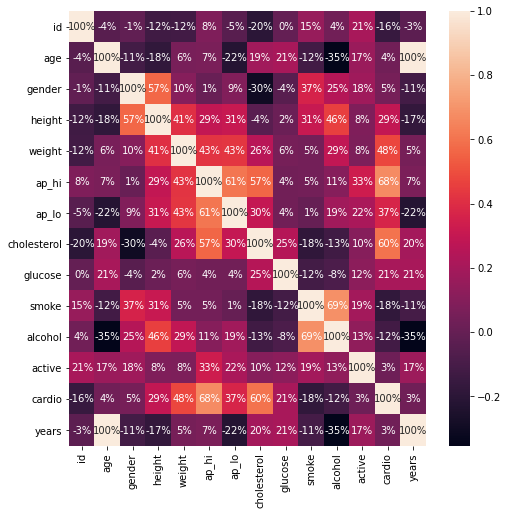 id 100% -4% -1% -12% -12% 8% -5% -20% 0% 15% 4% 21% -16% -3%
age -4% 100% -11% -18% 6% 7% -22% 19% 21% -12% -35% 17% 4% 100%
gender -1% -11% 100% 57% 10% 1% 9% -30% -4% 37% 25% 18% 5% -11%
height -12% -18% 57% 100% 41% 29% 31% -4% 2% 31% 46% 8% 29% -17%
weight -12% 6% 10% 41% 100% 43% 43% 26% 6% 5% 29% 8% 48% 5%
ap_hi 8% 7% 1% 29% 43% 100% 61% 57% 4% 5% 11% 33% 68% 7%
ap_lo -5% -22% 9% 31% 43% 61% 100% 30% 4% 1% 19% 22% 37% -22%
cholesterol -20% 19% -30% -4% 26% 57% 30% 100% 25% -18% -13% 10% 60% 20%
glucose 0% 21% -4% 2% 6% 4% 4% 25% 100% -12% -8% 12% 21% 21%
smoke 15% -12% 37% 31% 5% 5% 1% -18% -12% 100% 69% 19% -18% -11%
alcohol 4% -35% 25% 46% 29% 11% 19% -13% -8% 69% 100% 13% -12% -35%
active 21% 17% 18% 8% 8% 33% 22% 10% 12% 19% 13% 100% 3% 17%
cardio -16% 4% 5% 29% 48% 68% 37% 60% 21% -18% -12% 3% 100% 3%
years -3% 100% -11% -17% 5% 7% -22% 20% 21% -11% -35% 17% 3% 100%
id age gender height weight ap_hi ap_lo cholesterol glucose smoke alcohol active cardio years
1.0
0.8
0.6
0.4
0.2
0.0
−0.2